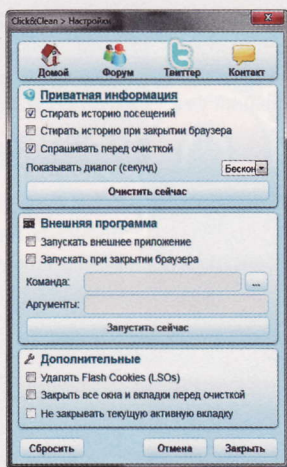 Click&Clean > Настройки
Домой Форум Твиттер Контакт
Приватная информация
Стирать историю посещений
Стирать историю при закрытии браузера
Спрашивать перед очисткой
Показывать диалог (секунд) Бескон
Очистить сейчас
Внешняя программа
Запускать внешнее приложение
Запускать при закрытии браузера
Команда: ...
Аргументы:
Запустить сейчас
Дополнительные
Удалять Flash Cookies (LSOs)
Закрыть все окна и вкладки перед очисткой
Не закрывать текущую активную вкладку
Сбросить Отмена Закрыть